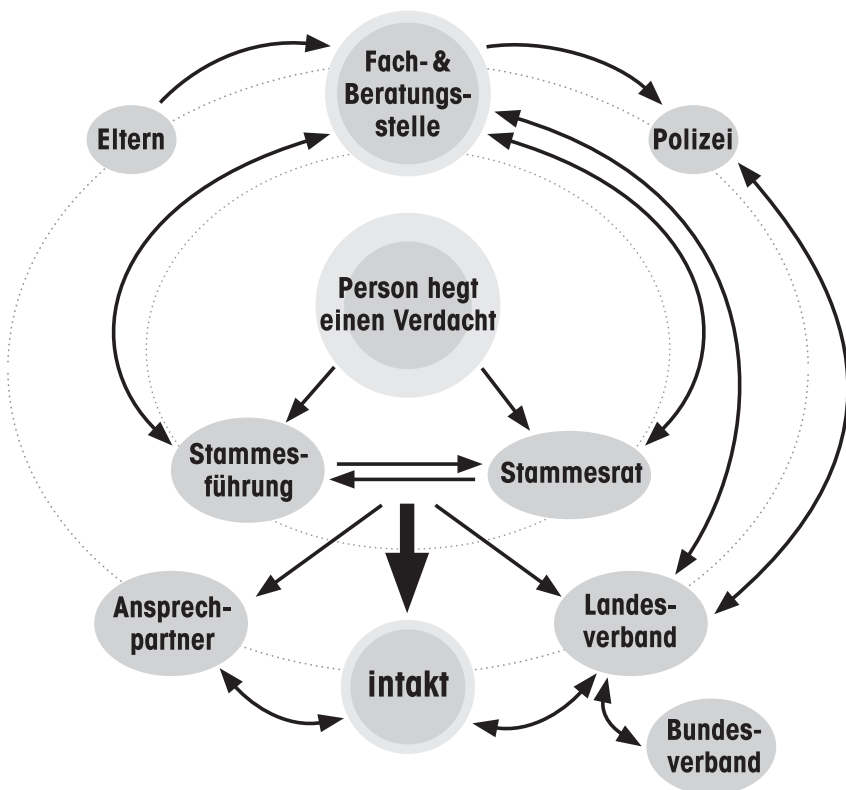 Fach- &
Beratungs-
stelle
Eltern
Polizei
Person hegt
einen Verdacht
Stammes-
führung
Stammesrat
Ansprech-
partner
Landes-
verband
intakt
Bundes-
verband